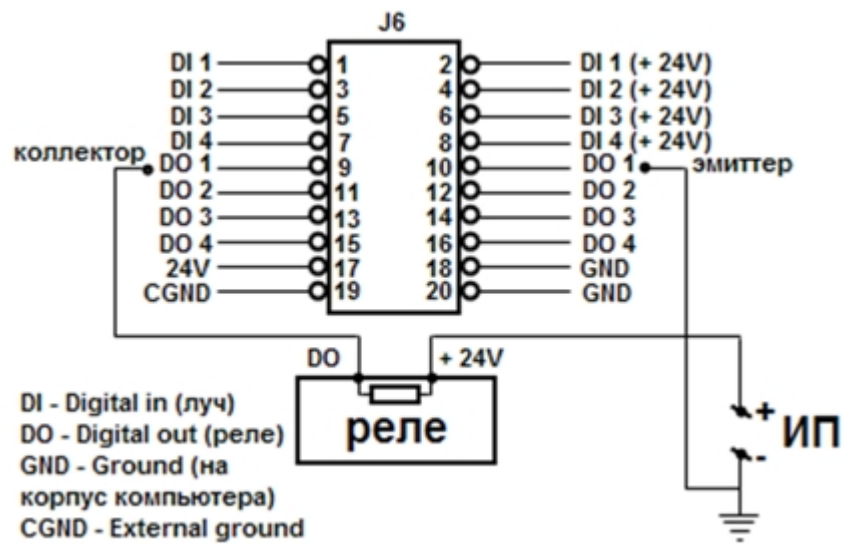 J6
DI 1 1 2 DI 1 (+ 24V)
DI 2 3 4 DI 2 (+ 24V)
DI 3 5 6 DI 3 (+ 24V)
DI 4 7 8 DI 4 (+ 24V)
коллектор DO 1 9 10 DO 1 эмиттер
DO 2 11 12 DO 2
DO 3 13 14 DO 3
DO 4 15 16 DO 4
24V 17 18 GND
CGND 19 20 GND
DO + 24V
реле
+ ИП
-
DI - Digital in (луч)
DO - Digital out (реле)
GND - Ground (на
корпус компьютера)
CGND - External ground